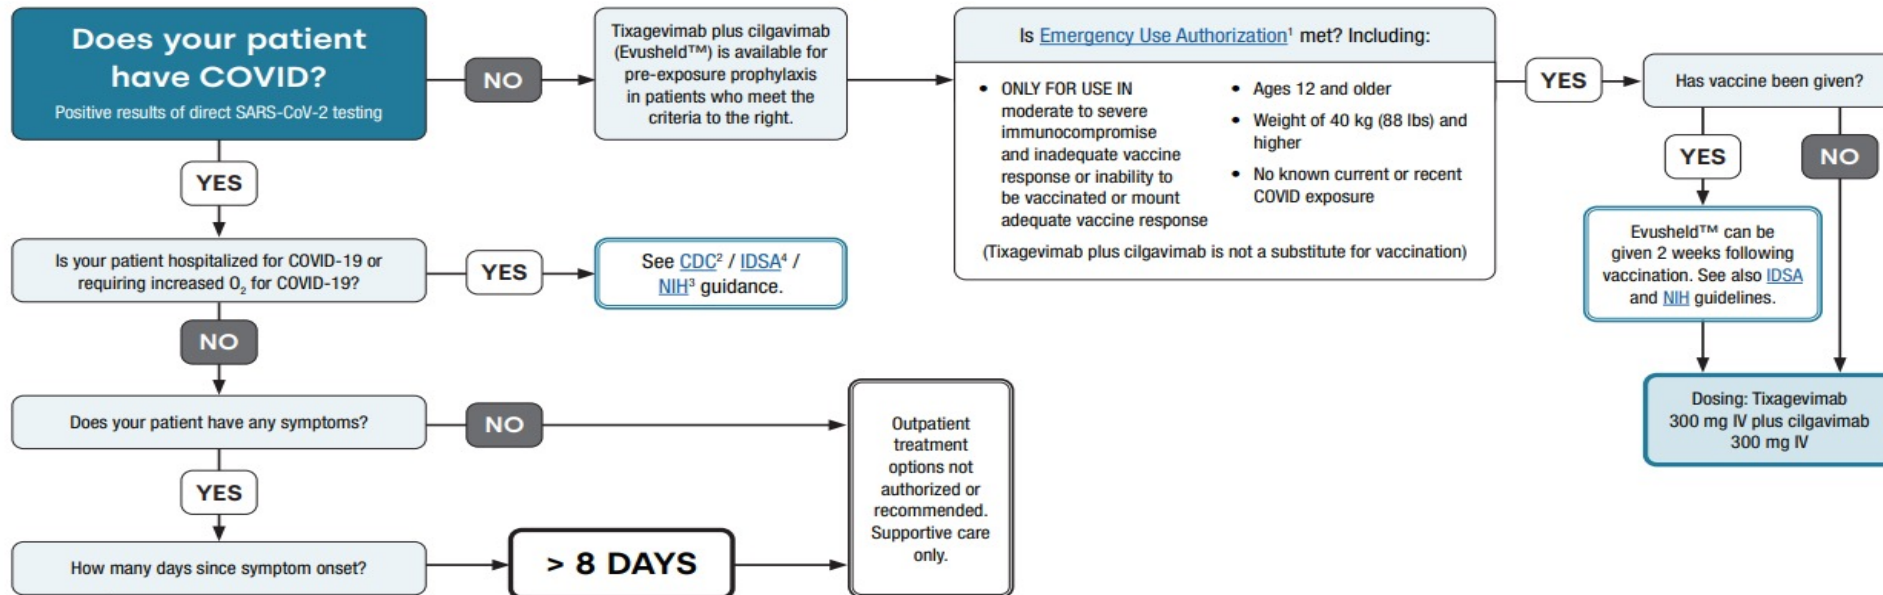 Does your patient
have COVID?
Positive results of direct SARS-CoV-2 testing
NO
Tixagevimab plus cilgavimab
(Evusheld™) is available for
pre-exposure prophylaxis
in patients who meet the
criteria to the right.
Is Emergency Use Authorization¹ met? Including:
• ONLY FOR USE IN
moderate to severe
immunocompromise
and inadequate vaccine
response or inability to
be vaccinated or mount
adequate vaccine response
• Ages 12 and older
• Weight of 40 kg (88 lbs) and
higher
• No known current or recent
COVID exposure
(Tixagevimab plus cilgavimab is not a substitute for vaccination)
YES
Has vaccine been given?
YES
NO
Evusheld™ can be
given 2 weeks following
vaccination. See also IDSA
and NIH guidelines.
Dosing: Tixagevimab
300 mg IV plus cilgavimab
300 mg IV
YES
Is your patient hospitalized for COVID-19 or
requiring increased O₂ for COVID-19?
YES
See CDC² / IDSA⁴ /
NIH³ guidance.
NO
Does your patient have any symptoms?
NO
Outpatient
treatment
options not
authorized or
recommended.
Supportive care
only.
YES
How many days since symptom onset?
> 8 DAYS